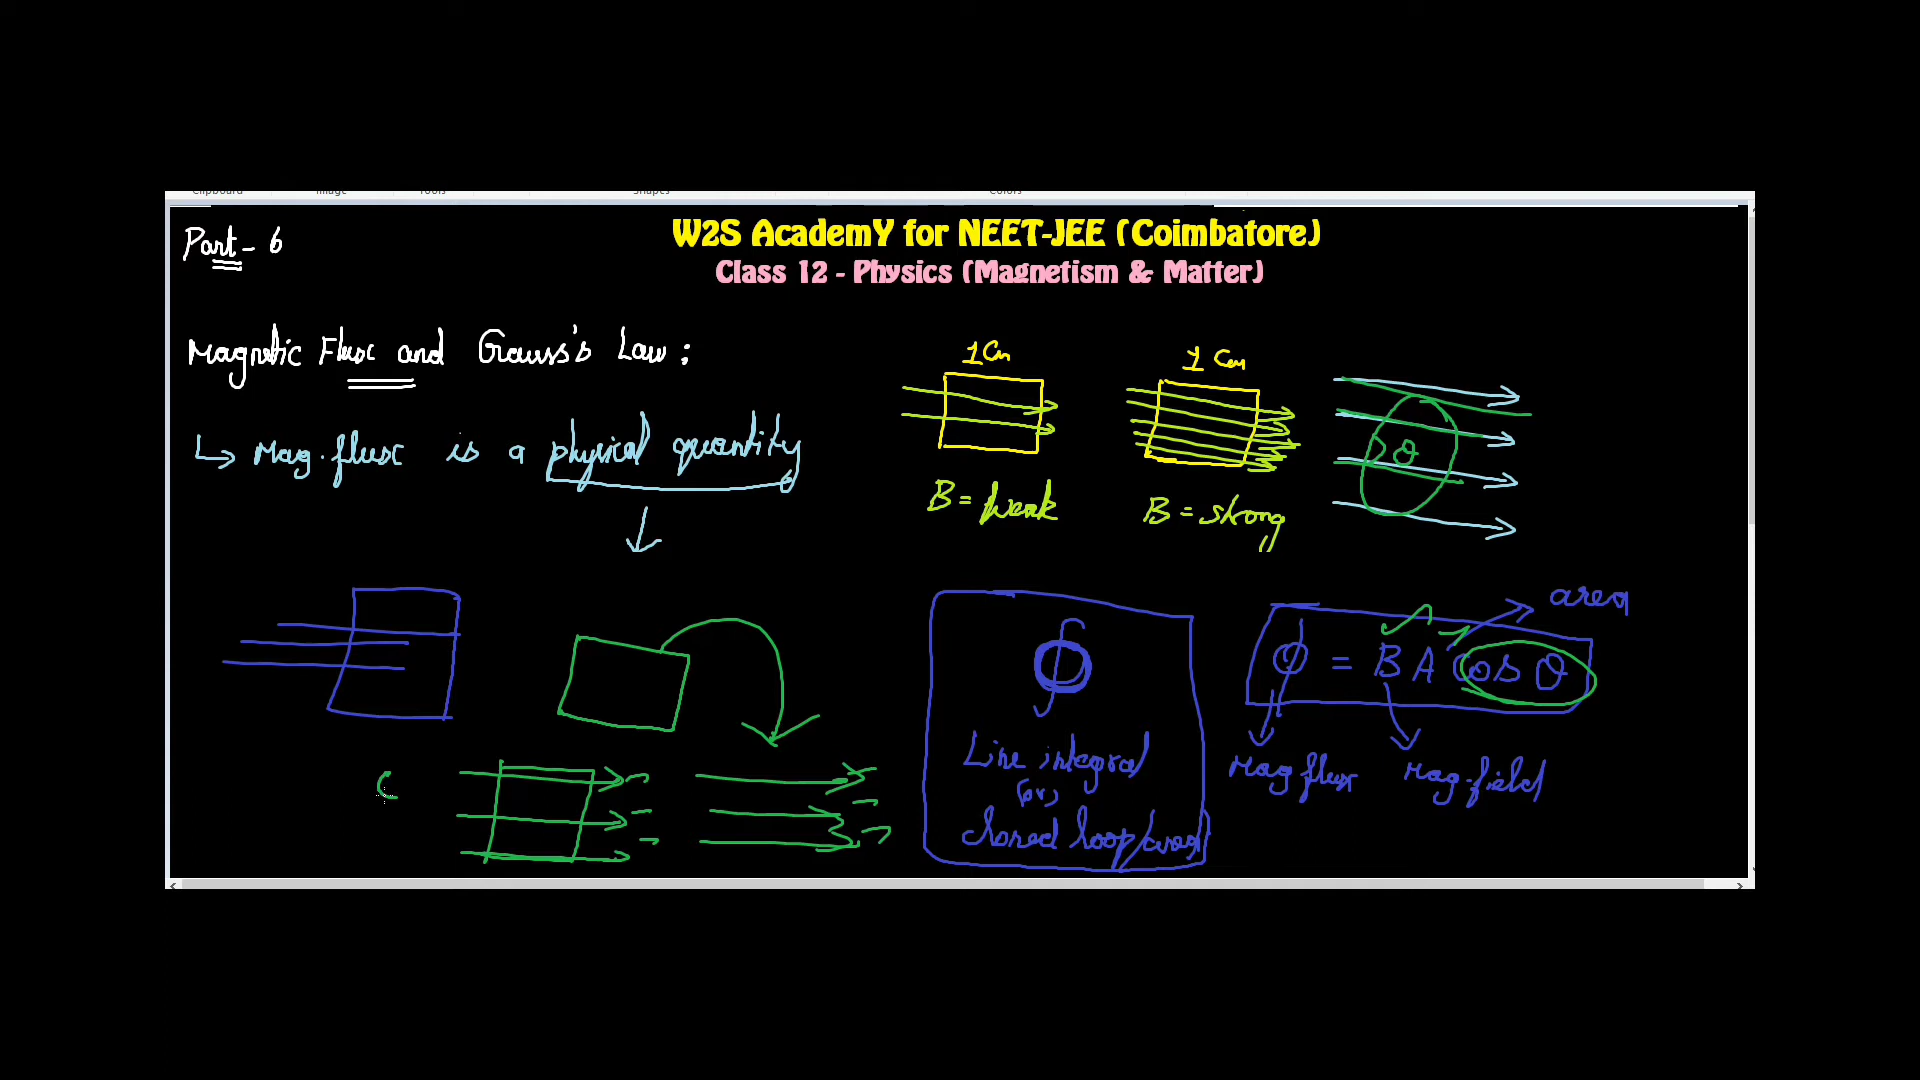 Part- 6
W2S AcademY for NEET-JEE (Coimbatore)
Class 12 - Physics (Magnetism & Matter)
Magnetic Flux and Gauss's Law :
↳ Mag. flux is a physical quantity
1 Cm
1 Cm
B = weak
B = strong
θ
∮
Line integral
(or)
closed loop/area
ϕ = B A cos θ
area
Mag flux
Mag. field